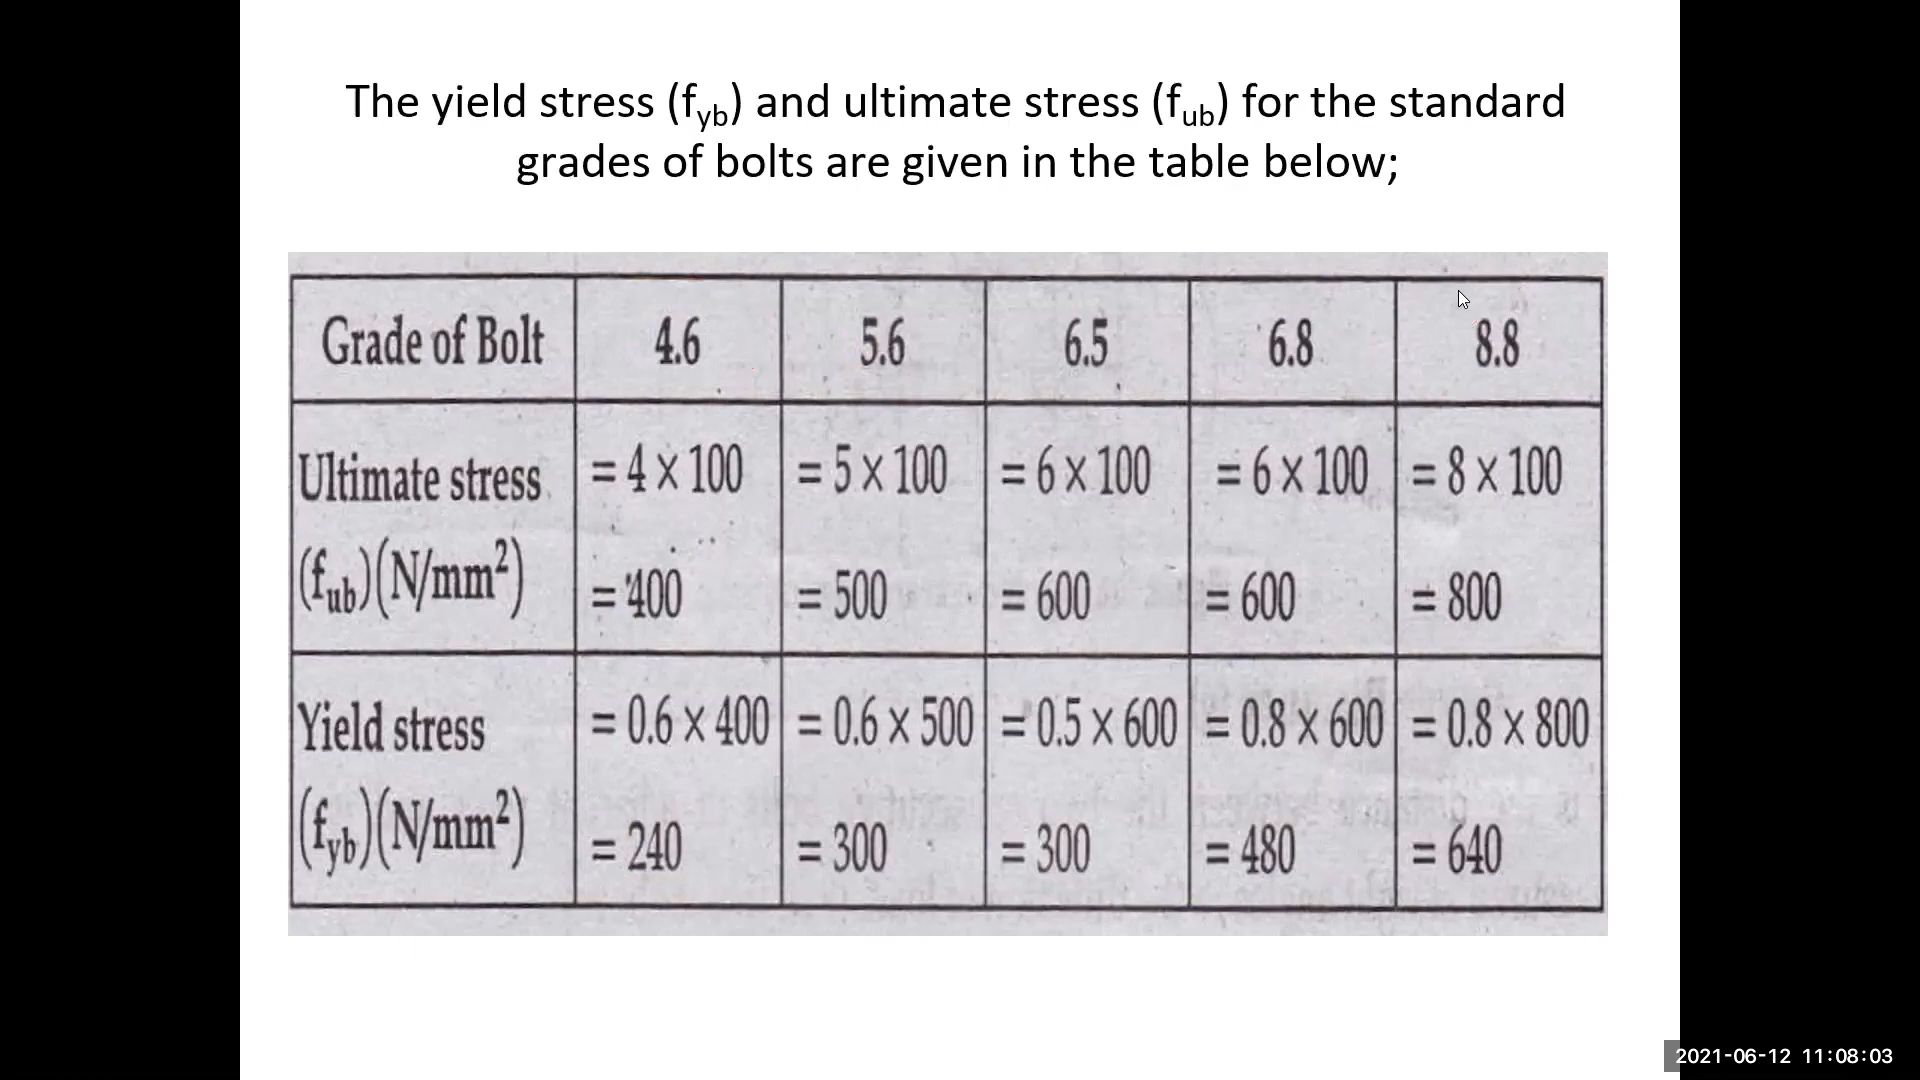 The yield stress (fyb) and ultimate stress (fub) for the standard
grades of bolts are given in the table below;
Grade of Bolt 4.6 5.6 6.5 6.8 8.8
Ultimate stress = 4 × 100 = 5 × 100 = 6 × 100 = 6 × 100 = 8 × 100
(fub)(N/mm²) = 400 = 500 = 600 = 600 = 800
Yield stress = 0.6 × 400 = 0.6 × 500 = 0.5 × 600 = 0.8 × 600 = 0.8 × 800
(fyb)(N/mm²) = 240 = 300 = 300 = 480 = 640
2021-06-12 11:08:03